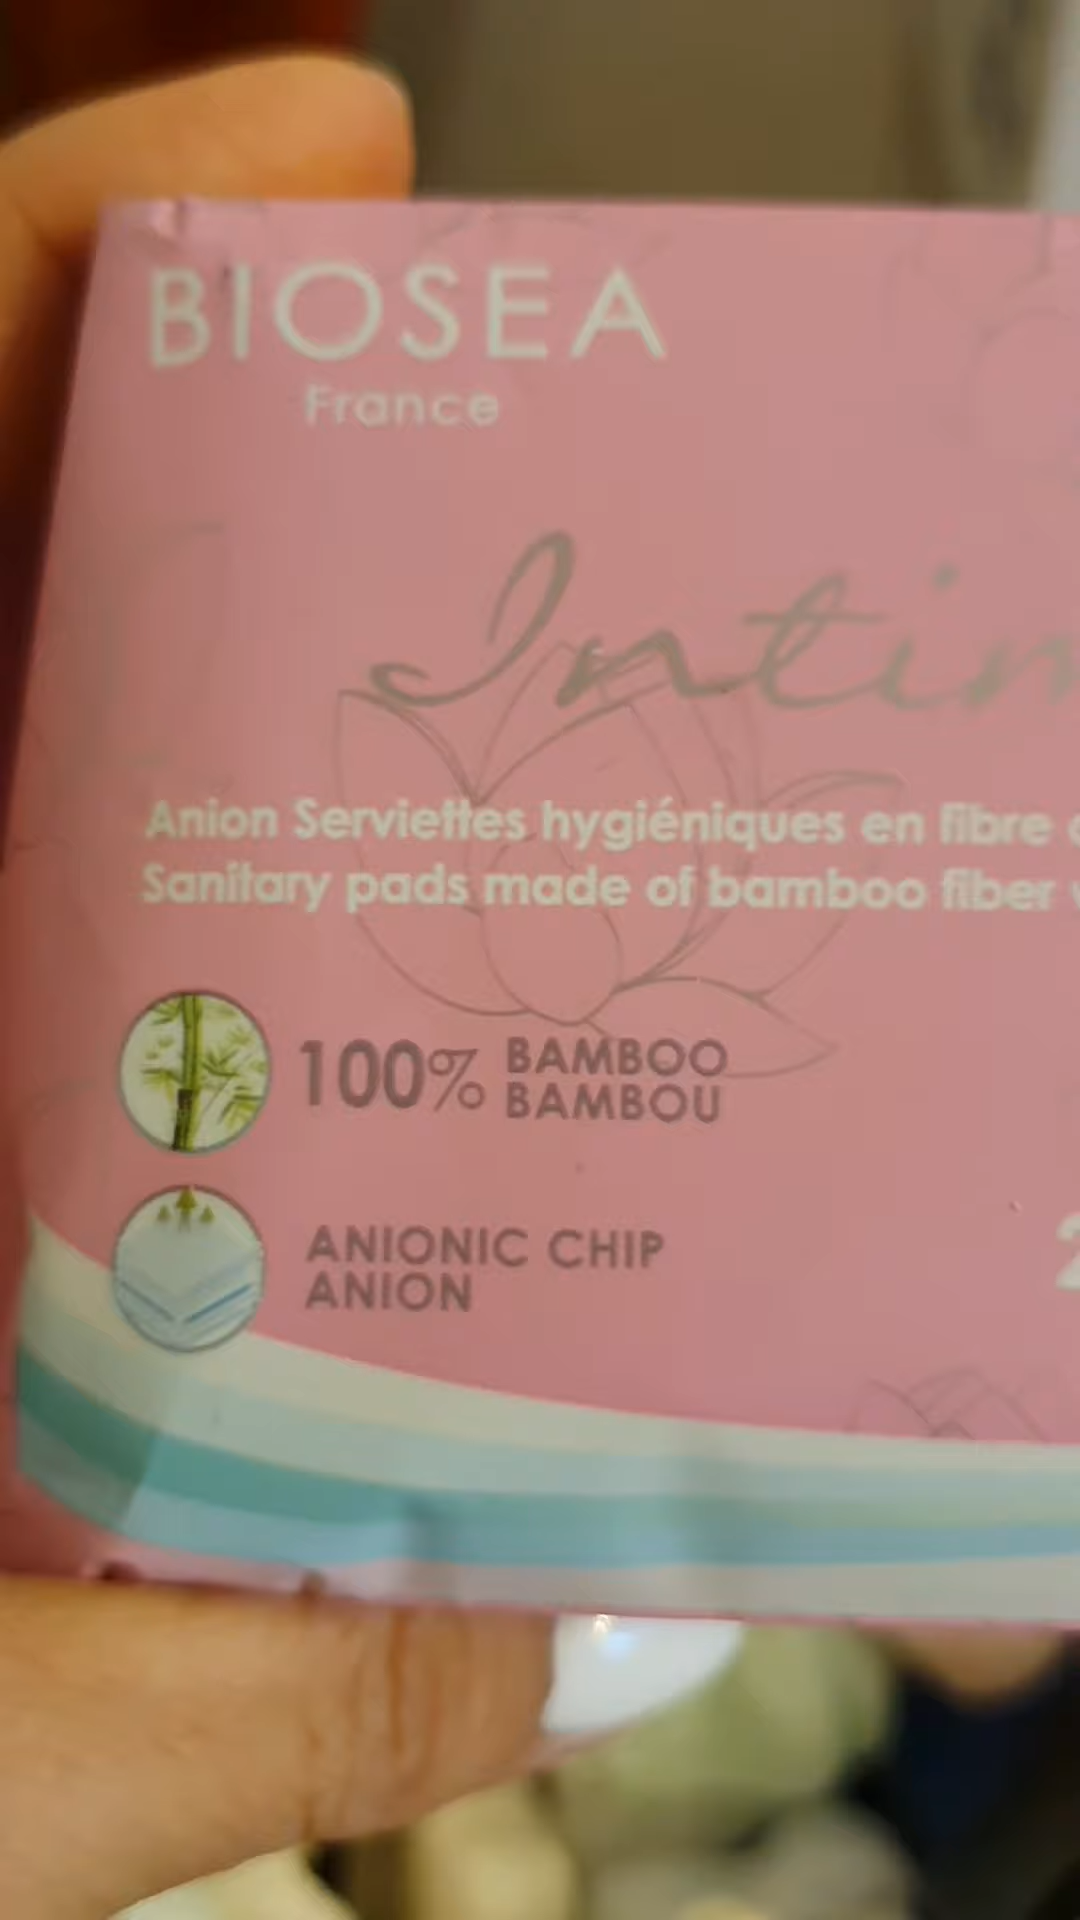 BIOSEA
France
Anion Serviettes hygiéniques en fibre
Sanitary pads made of bamboo fiber
100% BAMBOO
BAMBOU
ANIONIC CHIP
ANION
2